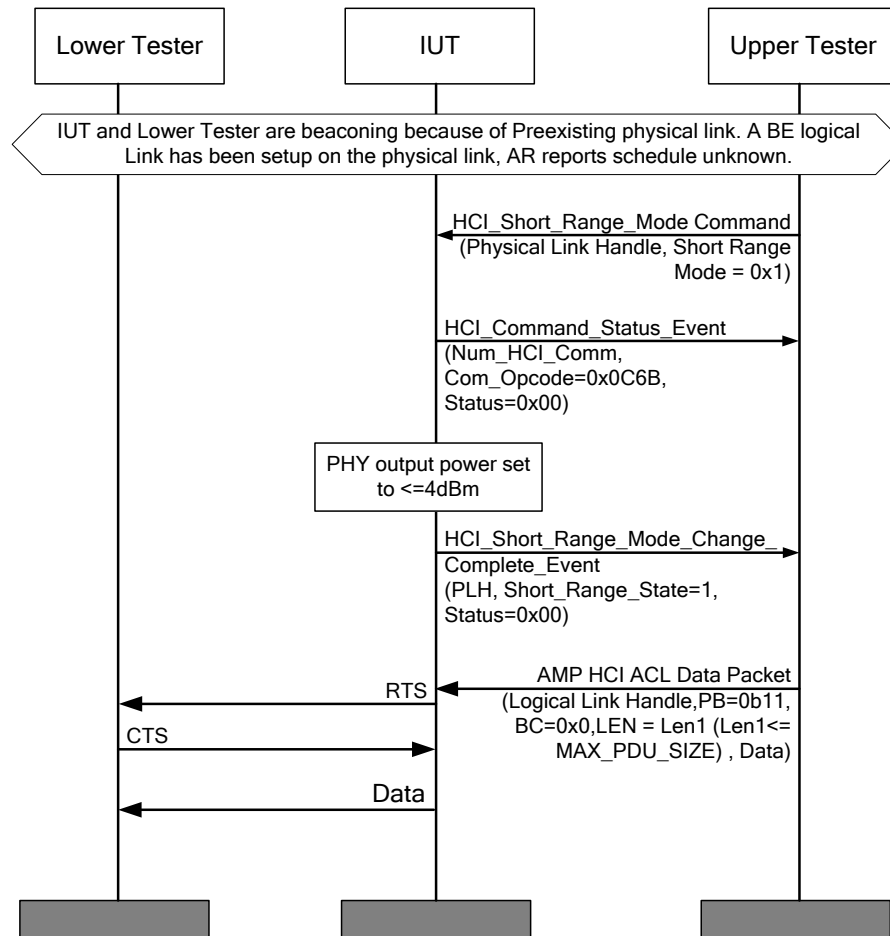 Lower Tester
IUT
Upper Tester
IUT and Lower Tester are beaconing because of Preexisting physical link. A BE logical
Link has been setup on the physical link, AR reports schedule unknown.
HCI_Short_Range_Mode Command
(Physical Link Handle, Short Range
Mode = 0x1)
HCI_Command_Status_Event
(Num_HCI_Comm,
Com_Opcode=0x0C6B,
Status=0x00)
PHY output power set
to <=4dBm
HCI_Short_Range_Mode_Change_
Complete_Event
(PLH, Short_Range_State=1,
Status=0x00)
AMP HCI ACL Data Packet
(Logical Link Handle,PB=0b11,
BC=0x0,LEN = Len1 (Len1<=
MAX_PDU_SIZE) , Data)
RTS
CTS
Data